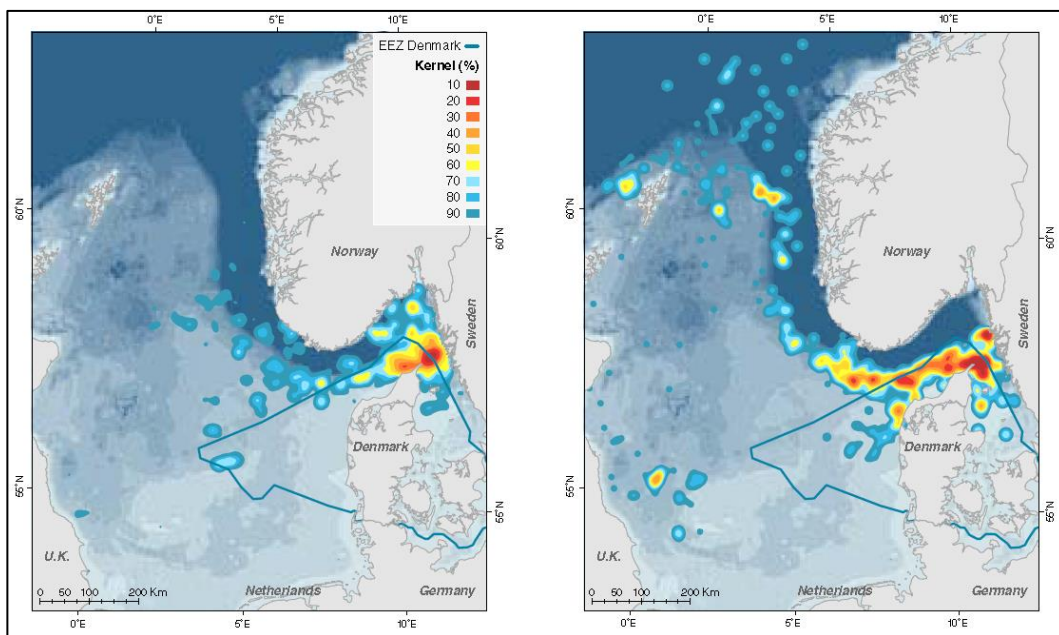 0°E 5°E 10°E
EEZ Denmark
Kernel (%)
10
20
30
40
50
60
70
80
90
60°N
60°N
Norway
Sweden
Denmark
55°N
55°N
U.K.
0 50 100 200 Km
Netherlands
Germany
0°E 5°E 10°E
0°E 5°E 10°E
60°N
60°N
Norway
Sweden
Denmark
55°N
55°N
U.K.
0 50 100 200 Km
Netherlands
Germany
0°E 5°E 10°E